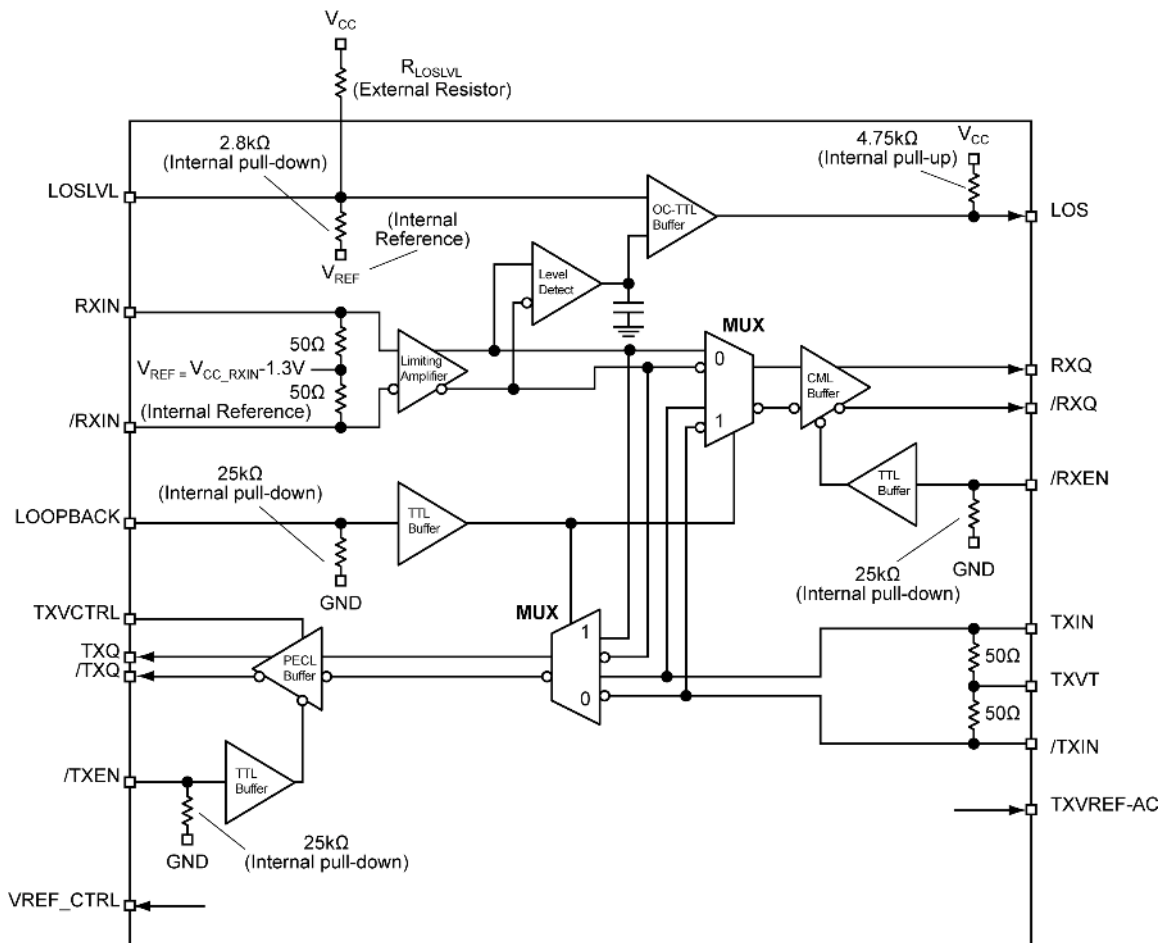 VCC
RLOSLVL
(External Resistor)
2.8kΩ
(Internal pull-down)
4.75kΩ
(Internal pull-up)
VCC
LOSLVL
OC-TTL
Buffer
LOS
(Internal
Reference)
VREF
Level
Detect
RXIN
MUX
50Ω
VREF = VCC_RXIN-1.3V
50Ω
(Internal Reference)
Limiting
Amplifier
0
1
CML
Buffer
RXQ
/RXQ
/RXIN
25kΩ
(Internal pull-down)
TTL
Buffer
/RXEN
LOOPBACK
TTL
Buffer
GND
GND
25kΩ
(Internal pull-down)
TXVCTRL
MUX
TXQ
/TXQ
PECL
Buffer
1
0
TXIN
50Ω
TXVT
50Ω
/TXIN
/TXEN
TTL
Buffer
GND
25kΩ
(Internal pull-down)
TXVREF-AC
VREF_CTRL